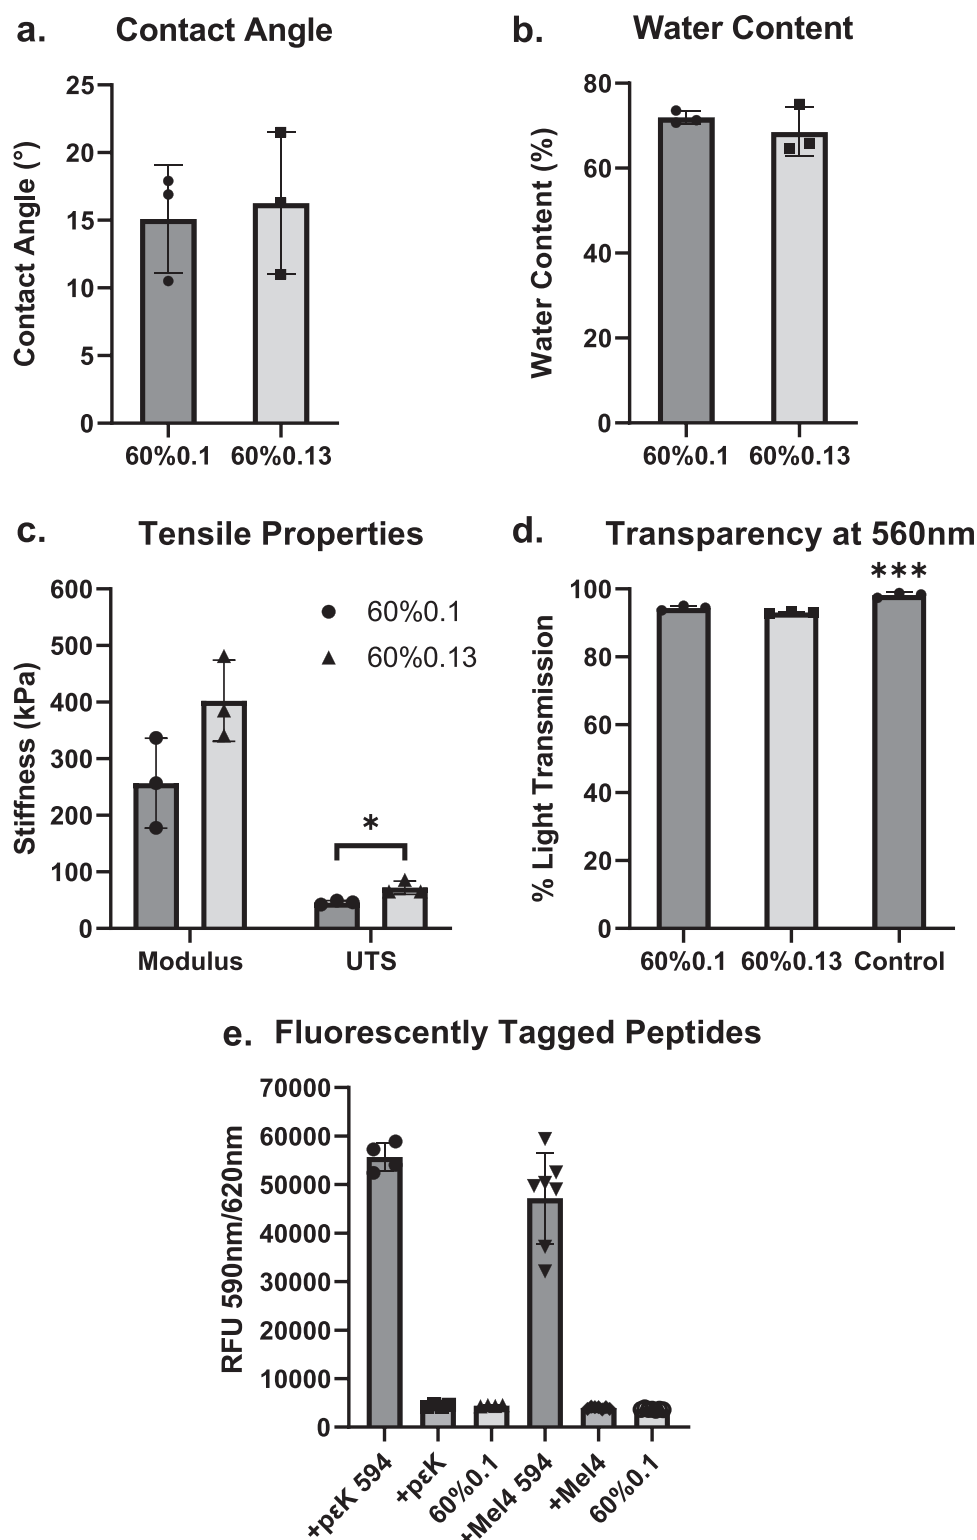 a. Contact Angle
25
20
15
10
5
0
Contact Angle (°)
60%0.1 60%0.13
b. Water Content
80
60
40
20
0
Water Content (%)
60%0.1 60%0.13
c. Tensile Properties
600
500
400
300
200
100
0
Stiffness (kPa)
60%0.1
60%0.13
*
Modulus UTS
d. Transparency at 560nm
***
100
80
60
40
20
0
% Light Transmission
60%0.1 60%0.13 Control
e. Fluorescently Tagged Peptides
70000
60000
50000
40000
30000
20000
10000
0
RFU 590nm/620nm
+pεK 594
+pεK
60%0.1
+Mel4 594
+Mel4
60%0.1